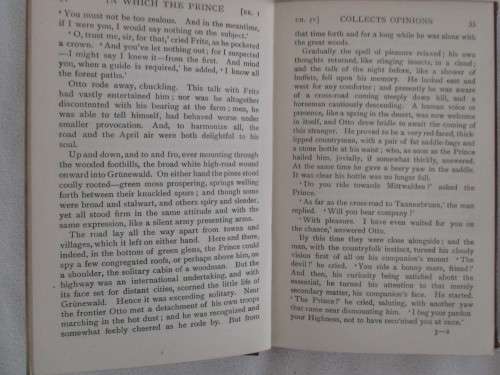 IN WHICH THE PRINCE [BK. I
' You must not be too zealous. And in the meantime,
if I were you, I would say nothing on the subject.'
' O, trust me, sir, for that,' cried Fritz, as he pocketed
a crown. ' And you've let nothing out; for I suspected
—I might say I knew it—from the first. And mind
you, when a guide is required,' he added, ' I know all
the forest paths.'
Otto rode away, chuckling. This talk with Fritz
had vastly entertained him; nor was he altogether
discontented with his bearing at the farm; men, he
was able to tell himself, had behaved worse under
smaller provocation. And, to harmonise all, the
road and the April air were both delightful to his
soul.
Up and down, and to and fro, ever mounting through
the wooded foothills, the broad white high-road wound
onward into Grünewald. On either hand the pines stood
coolly rooted—green moss prospering, springs welling
forth between their knuckled spurs; and though some
were broad and stalwart, and others spiry and slender,
yet all stood firm in the same attitude and with the
same expression, like a silent army presenting arms.
The road lay all the way apart from towns and
villages, which it left on either hand. Here and there,
indeed, in the bottom of green glens, the Prince could
spy a few congregated roofs, or perhaps above him, on
a shoulder, the solitary cabin of a woodman. But the
highway was an international undertaking, and with
its face set for distant cities, scorned the little life of
Grünewald. Hence it was exceeding solitary. Near
the frontier Otto met a detachment of his own troops
marching in the hot dust; and he was recognised and
somewhat feebly cheered as he rode by. But from
COLLECTS OPINIONS 35
that time forth and for a long while he was alone with
the great woods.
Gradually the spell of pleasure relaxed; his own
thoughts returned, like stinging insects, in a cloud;
and the talk of the night before, like a shower of
buffets, fell upon his memory. He looked east and
west for any comforter; and presently he was aware
of a cross-road coming steeply down hill, and a
horseman cautiously descending. A human voice or
presence, like a spring in the desert, was now welcome
in itself, and Otto drew bridle to await the coming of
this stranger. He proved to be a very red-faced, thick-
lipped countryman, with a pair of fat saddle-bags and
a stone bottle at his waist; who, as soon as the Prince
hailed him, jovially, if somewhat thickly, answered.
At the same time he gave a beery yaw in the saddle.
It was clear his bottle was no longer full.
' Do you ride towards Mittwalden?' asked the
Prince.
' As far as the cross-road to Tannenbrunn,' the man
replied. ' Will you bear company?'
' With pleasure. I have even waited for you on
the chance,' answered Otto.
By this time they were close alongside; and the
man, with the countryfolk instinct, turned his cloudy
vision first of all on his companion's mount. ' The
devil!' he cried. ' You ride a bonny mare, friend!'
And then, his curiosity being satisfied about the
essential, he turned his attention to that merely
secondary matter, his companion's face. He started.
' The Prince!' he cried, saluting, with another yaw
that came near dismounting him. ' I beg your pardon
your Highness, not to have recognised you at once.'